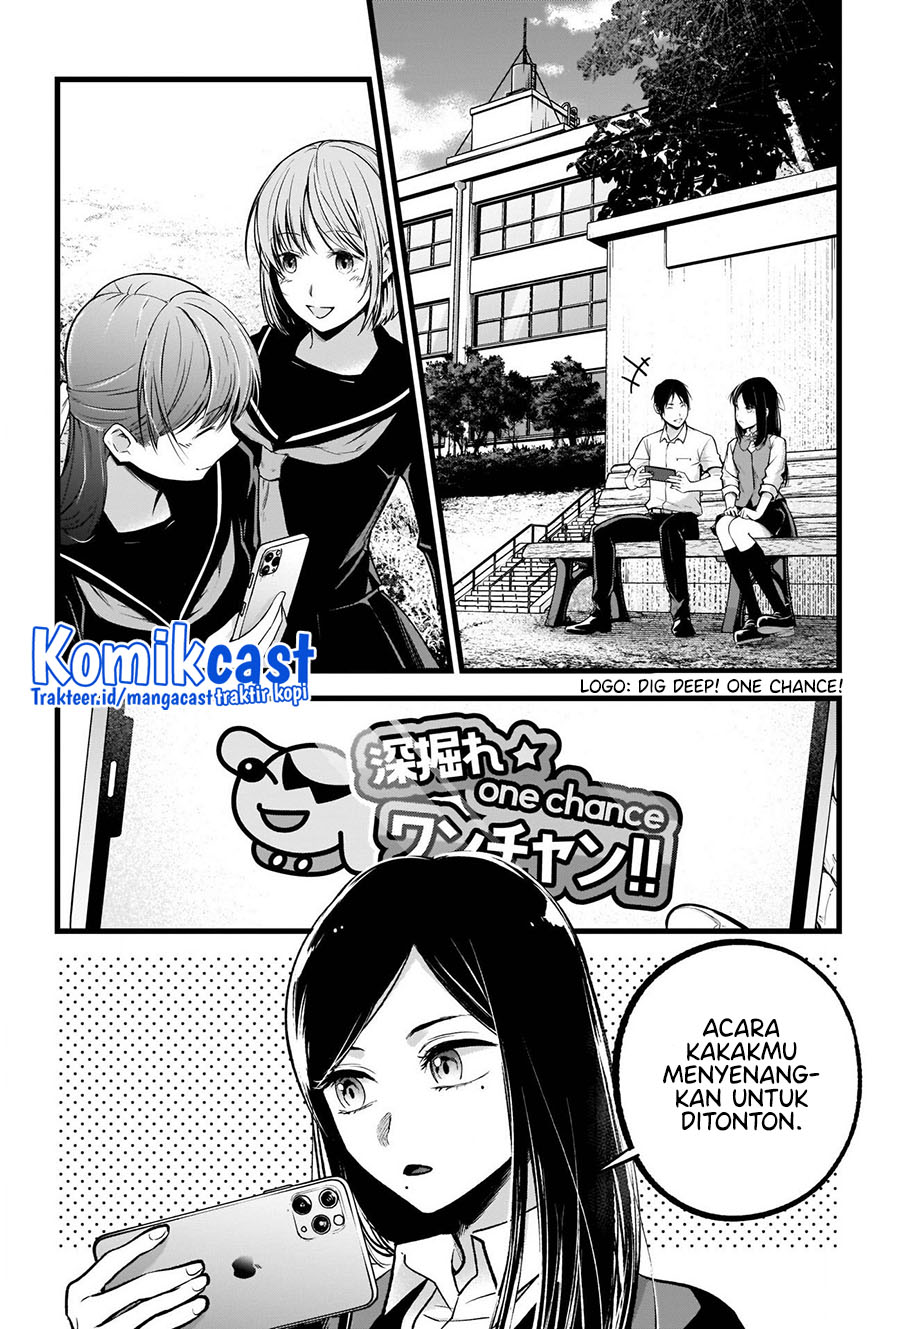 Komikcast
Trakteer.id/mangacast traktir kopi
LOGO: DIG DEEP! ONE CHANCE!
深掘れ☆
one chance
ワンチャン!!
ACARA
KAKAKMU
MENYENANG-
KAN UNTUK
DITONTON.